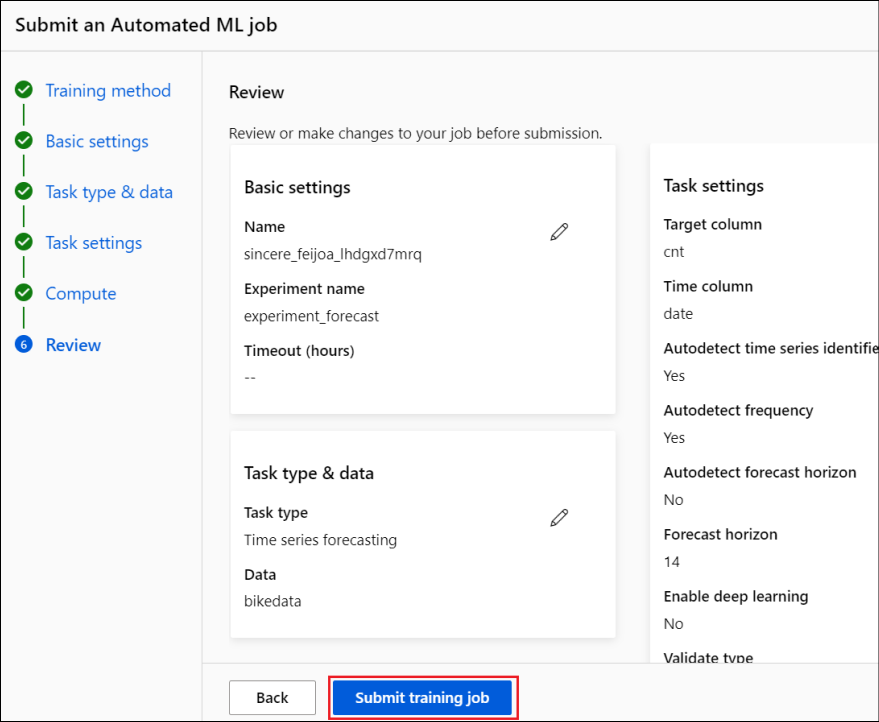 Submit an Automated ML job
Training method
Basic settings
Task type & data
Task settings
Compute
6
Review
Review
Review or make changes to your job before submission.
Basic settings
Name
sincere_feijoa_lhdgxd7mrq
Experiment name
experiment_forecast
Timeout (hours)
--
Task type & data
Task type
Time series forecasting
Data
bikedata
Task settings
Target column
cnt
Time column
date
Autodetect time series identifie
Yes
Autodetect frequency
Yes
Autodetect forecast horizon
No
Forecast horizon
14
Enable deep learning
No
Validate type
Back
Submit training job